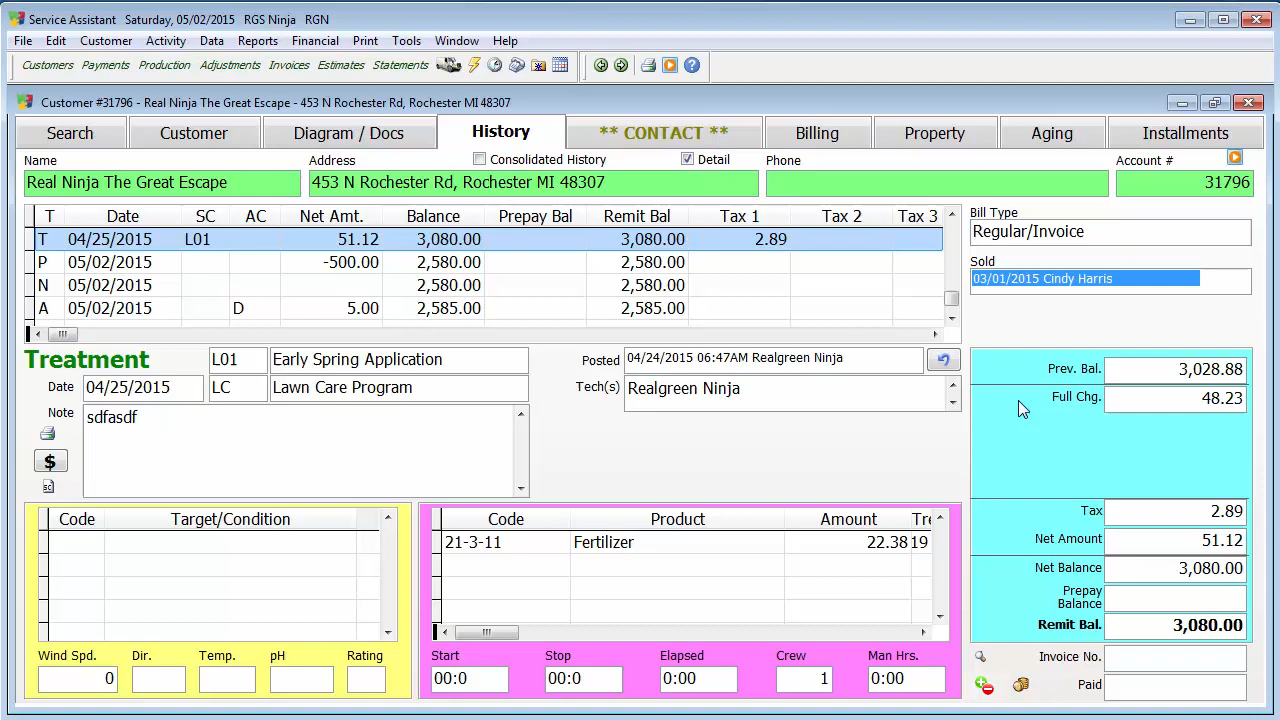 Service Assistant Saturday, 05/02/2015 RGS Ninja RGN
File Edit Customer Activity Data Reports Financial Print Tools Window Help
Customers Payments Production Adjustments Invoices Estimates Statements
Customer #31796 - Real Ninja The Great Escape - 453 N Rochester Rd, Rochester MI 48307
Search Customer Diagram / Docs History ** CONTACT ** Billing Property Aging Installments
Name Address Consolidated History Detail Phone Account #
Real Ninja The Great Escape 453 N Rochester Rd, Rochester MI 48307 31796
T Date SC AC Net Amt. Balance Prepay Bal Remit Bal Tax 1 Tax 2 Tax 3
T 04/25/2015 L01 51.12 3,080.00 3,080.00 2.89
P 05/02/2015 -500.00 2,580.00 2,580.00
N 05/02/2015 2,580.00 2,580.00
A 05/02/2015 D 5.00 2,585.00 2,585.00
Bill Type
Regular/Invoice
Sold
03/01/2015 Cindy Harris
Treatment L01 Early Spring Application Posted 04/24/2015 06:47AM Realgreen Ninja
Date 04/25/2015 LC Lawn Care Program Tech(s) Realgreen Ninja
Note sdfasdf
$
sc
Prev. Bal. 3,028.88
Full Chg. 48.23
Tax 2.89
Net Amount 51.12
Net Balance 3,080.00
Prepay
Balance
Remit Bal. 3,080.00
Invoice No.
Paid
Code Target/Condition
Wind Spd. Dir. Temp. pH Rating
0
Code Product Amount Tre
21-3-11 Fertilizer 22.38 19
Start Stop Elapsed Crew Man Hrs.
00:0 00:0 0:00 1 0:00